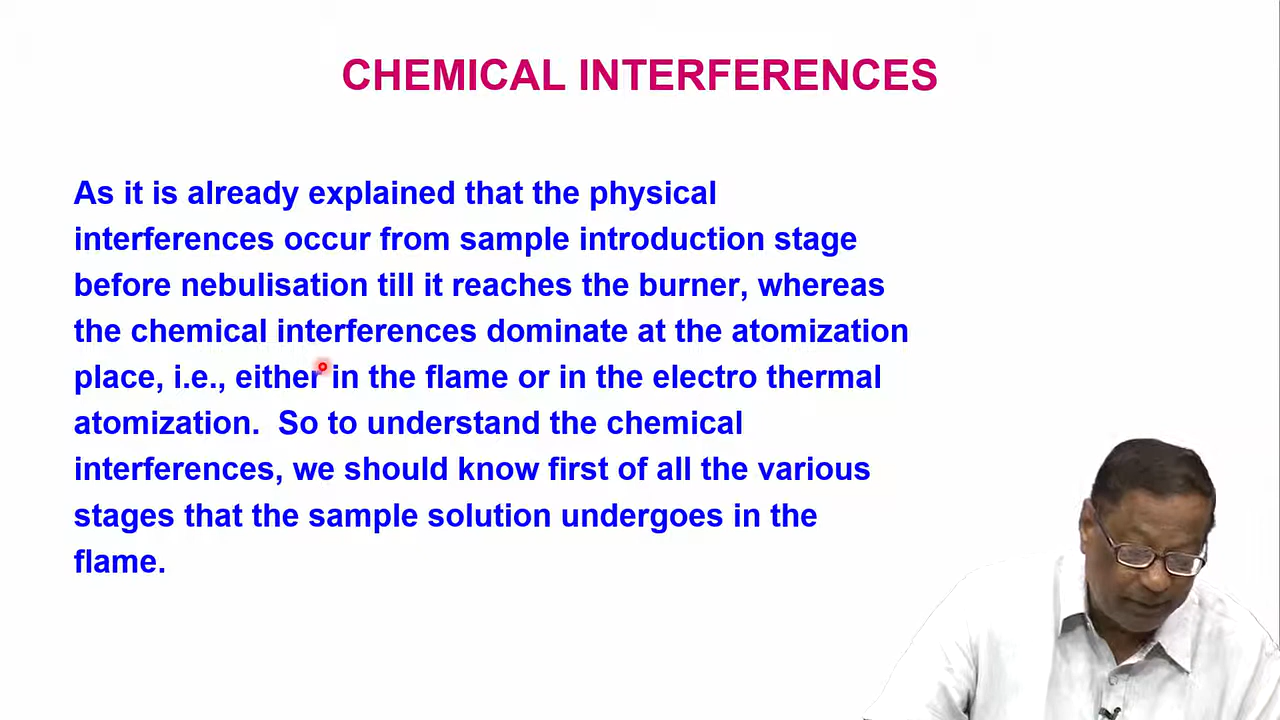 CHEMICAL INTERFERENCES
As it is already explained that the physical
interferences occur from sample introduction stage
before nebulisation till it reaches the burner, whereas
the chemical interferences dominate at the atomization
place, i.e., either in the flame or in the electro thermal
atomization.  So to understand the chemical
interferences, we should know first of all the various
stages that the sample solution undergoes in the
flame.